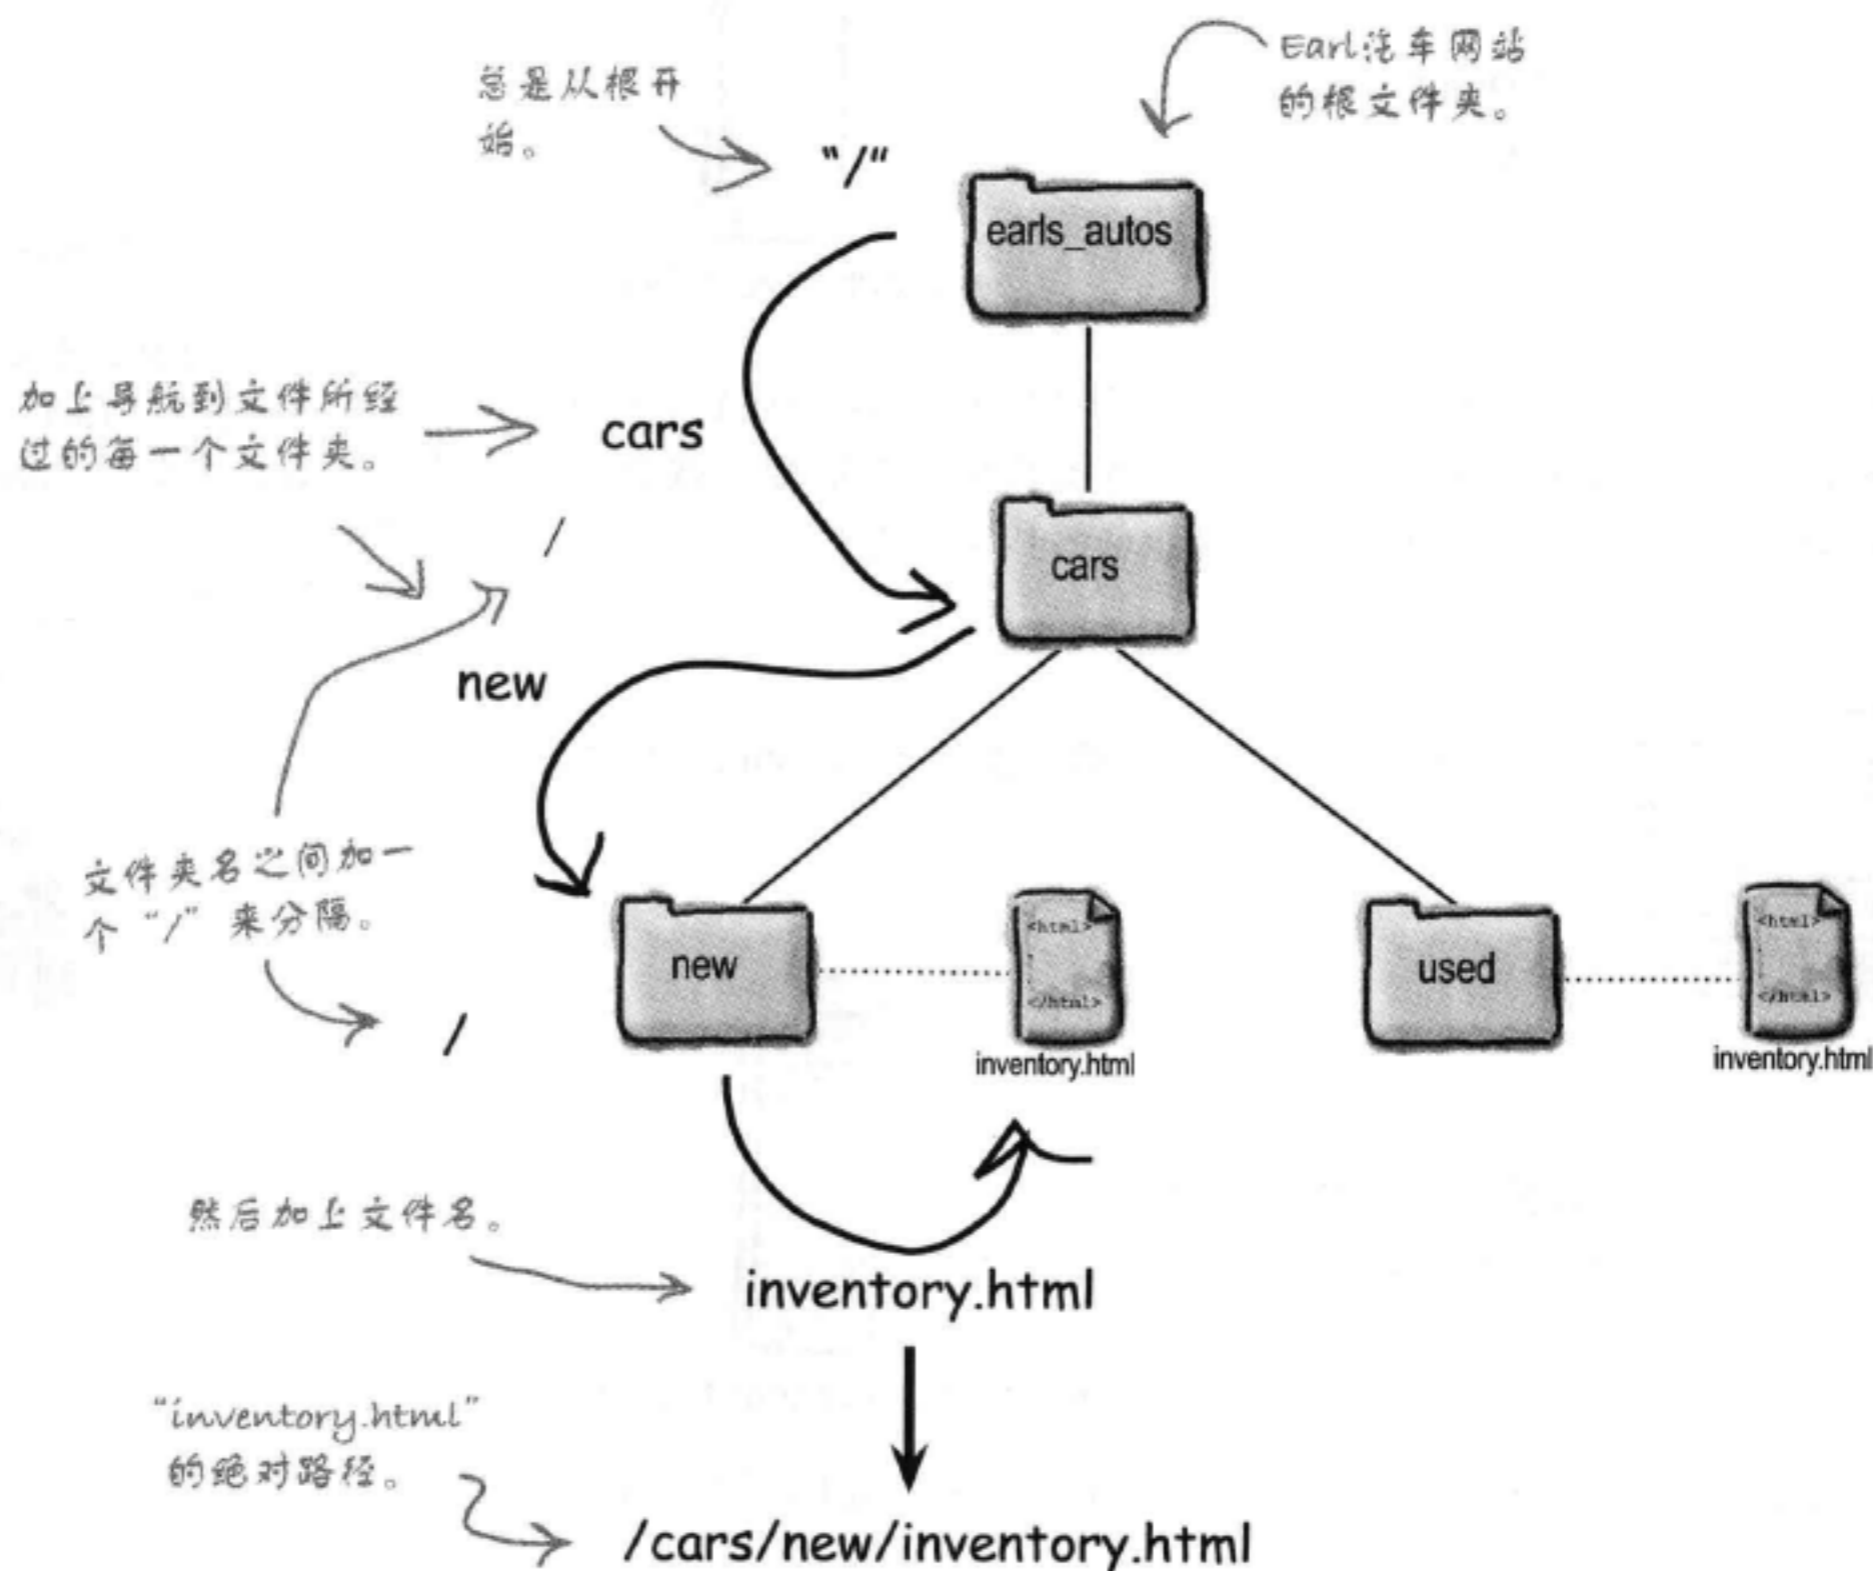 Earl汽车网站
的根文件夹。
总是从根开
始。
"/"
earls_autos
加上导航到文件所经
过的每一个文件夹。
cars
/
cars
new
文件夹名之间加一
个“/”来分隔。
/
new
<html>
</html>
inventory.html
used
<html>
</html>
inventory.html
然后加上文件名。
inventory.html
“inventory.html”
的绝对路径。
/cars/new/inventory.html